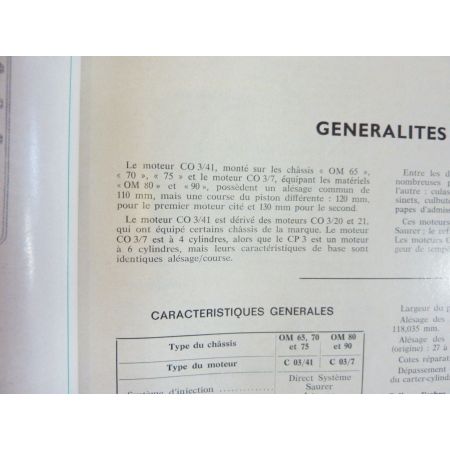 GENERALITES
Le moteur CO 3/41, monté sur les châssis « OM 65 »,
« 70 », « 75 » et le moteur CO 3/7, équipant les matériels
« OM 80 » et « 90 », possèdent un alésage commun de
110 mm, mais une course du piston différente : 120 mm,
pour le premier moteur cité et 130 mm pour le second.
Le moteur CO 3/41 est dérivé des moteurs CO 3/20 et 21,
qui ont équipé certains châssis de la marque. Le moteur
CO 3/7 est à 4 cylindres, alors que le CP 3 est un moteur
à 6 cylindres, mais leurs caractéristiques de base sont
identiques alésage/course.
Entre les d
nombreuses p
l'autre : culas
sinets, culbut
papes d'admis
Ces moteurs
Saurer ; le ref
Les moteurs C
geur de temp
CARACTERISTIQUES GENERALES
Type du châssis OM 65, 70 et 75 OM 80 et 90
Type du moteur C 03/41 C 03/7
Système d'injection Direct Système
Saurer
Largeur du p
Alésage des
118,035 mm.
Alésage des
(origine) : 27 à
Cotes répara
Dépassement
du carter-cylind